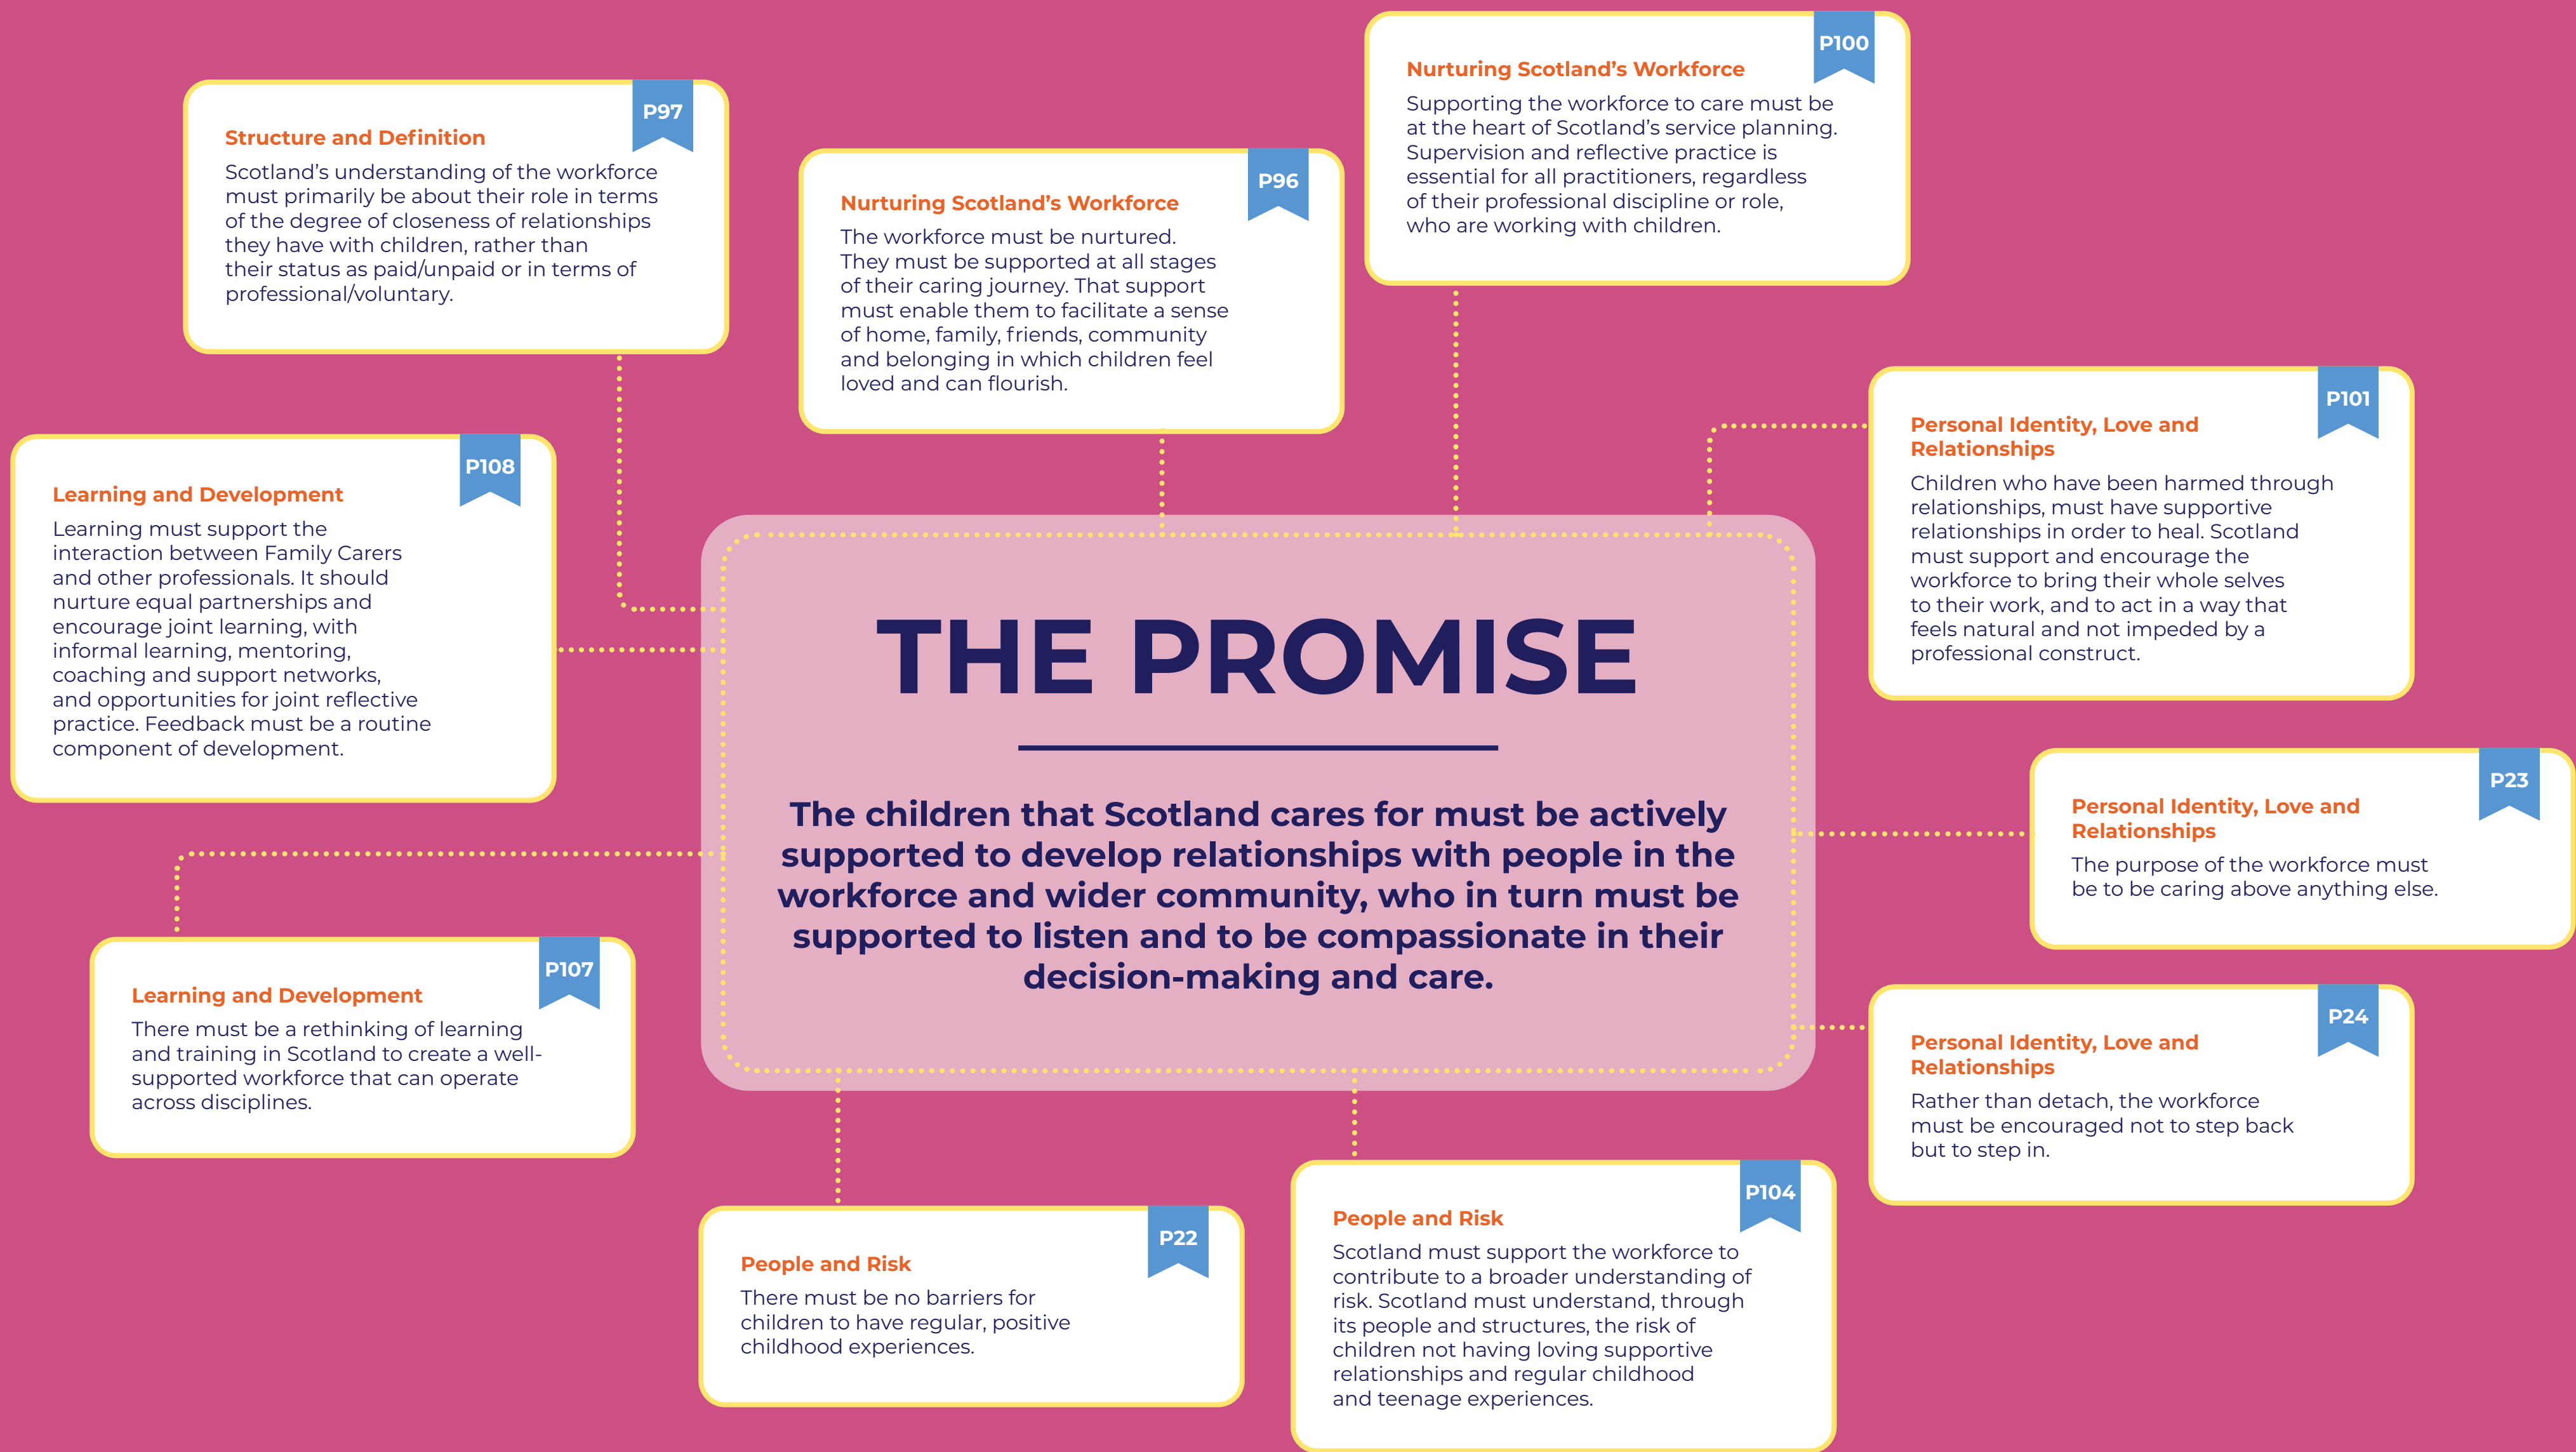 P97
Structure and Definition
Scotland’s understanding of the workforce
must primarily be about their role in terms
of the degree of closeness of relationships
they have with children, rather than
their status as paid/unpaid or in terms of
professional/voluntary.
P96
Nurturing Scotland’s Workforce
The workforce must be nurtured.
They must be supported at all stages
of their caring journey. That support
must enable them to facilitate a sense
of home, family, friends, community
and belonging in which children feel
loved and can flourish.
P100
Nurturing Scotland’s Workforce
Supporting the workforce to care must be
at the heart of Scotland’s service planning.
Supervision and reflective practice is
essential for all practitioners, regardless
of their professional discipline or role,
who are working with children.
P101
Personal Identity, Love and
Relationships
Children who have been harmed through
relationships, must have supportive
relationships in order to heal. Scotland
must support and encourage the
workforce to bring their whole selves
to their work, and to act in a way that
feels natural and not impeded by a
professional construct.
P108
Learning and Development
Learning must support the
interaction between Family Carers
and other professionals. It should
nurture equal partnerships and
encourage joint learning, with
informal learning, mentoring,
coaching and support networks,
and opportunities for joint reflective
practice. Feedback must be a routine
component of development.
THE PROMISE
The children that Scotland cares for must be actively
supported to develop relationships with people in the
workforce and wider community, who in turn must be
supported to listen and to be compassionate in their
decision-making and care.
P23
Personal Identity, Love and
Relationships
The purpose of the workforce must
be to be caring above anything else.
P107
Learning and Development
There must be a rethinking of learning
and training in Scotland to create a well-
supported workforce that can operate
across disciplines.
P24
Personal Identity, Love and
Relationships
Rather than detach, the workforce
must be encouraged not to step back
but to step in.
P22
People and Risk
There must be no barriers for
children to have regular, positive
childhood experiences.
P104
People and Risk
Scotland must support the workforce to
contribute to a broader understanding of
risk. Scotland must understand, through
its people and structures, the risk of
children not having loving supportive
relationships and regular childhood
and teenage experiences.